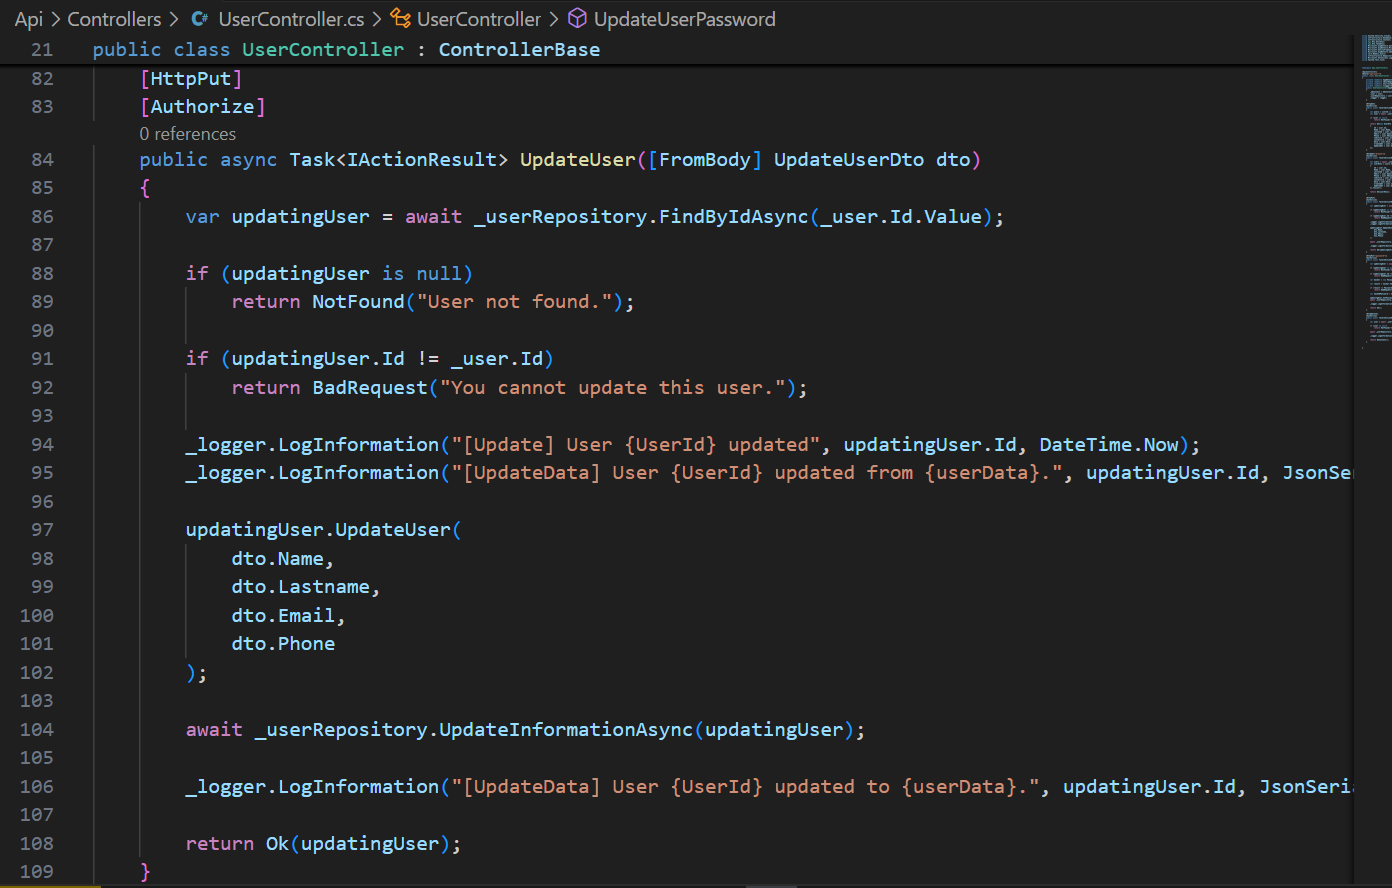 Api > Controllers > C# UserController.cs > UserController > UpdateUserPassword
21 public class UserController : ControllerBase
82 [HttpPut]
83 [Authorize]
0 references
84 public async Task<IActionResult> UpdateUser([FromBody] UpdateUserDto dto)
85 {
86 var updatingUser = await _userRepository.FindByIdAsync(_user.Id.Value);
87
88 if (updatingUser is null)
89 return NotFound("User not found.");
90
91 if (updatingUser.Id != _user.Id)
92 return BadRequest("You cannot update this user.");
93
94 _logger.LogInformation("[Update] User {UserId} updated", updatingUser.Id, DateTime.Now);
95 _logger.LogInformation("[UpdateData] User {UserId} updated from {userData}.", updatingUser.Id, JsonSer
96
97 updatingUser.UpdateUser(
98 dto.Name,
99 dto.Lastname,
100 dto.Email,
101 dto.Phone
102 );
103
104 await _userRepository.UpdateInformationAsync(updatingUser);
105
106 _logger.LogInformation("[UpdateData] User {UserId} updated to {userData}.", updatingUser.Id, JsonSeria
107
108 return Ok(updatingUser);
109 }